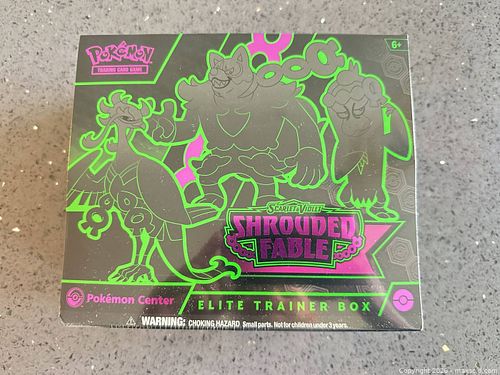 POKéMON
TRADING CARD GAME
6+
SCARLET & VIOLET
SHROUDED
FABLE
Pokémon Center
ELITE TRAINER BOX
WARNING: CHOKING HAZARD Small parts. Not for children under 3 years.